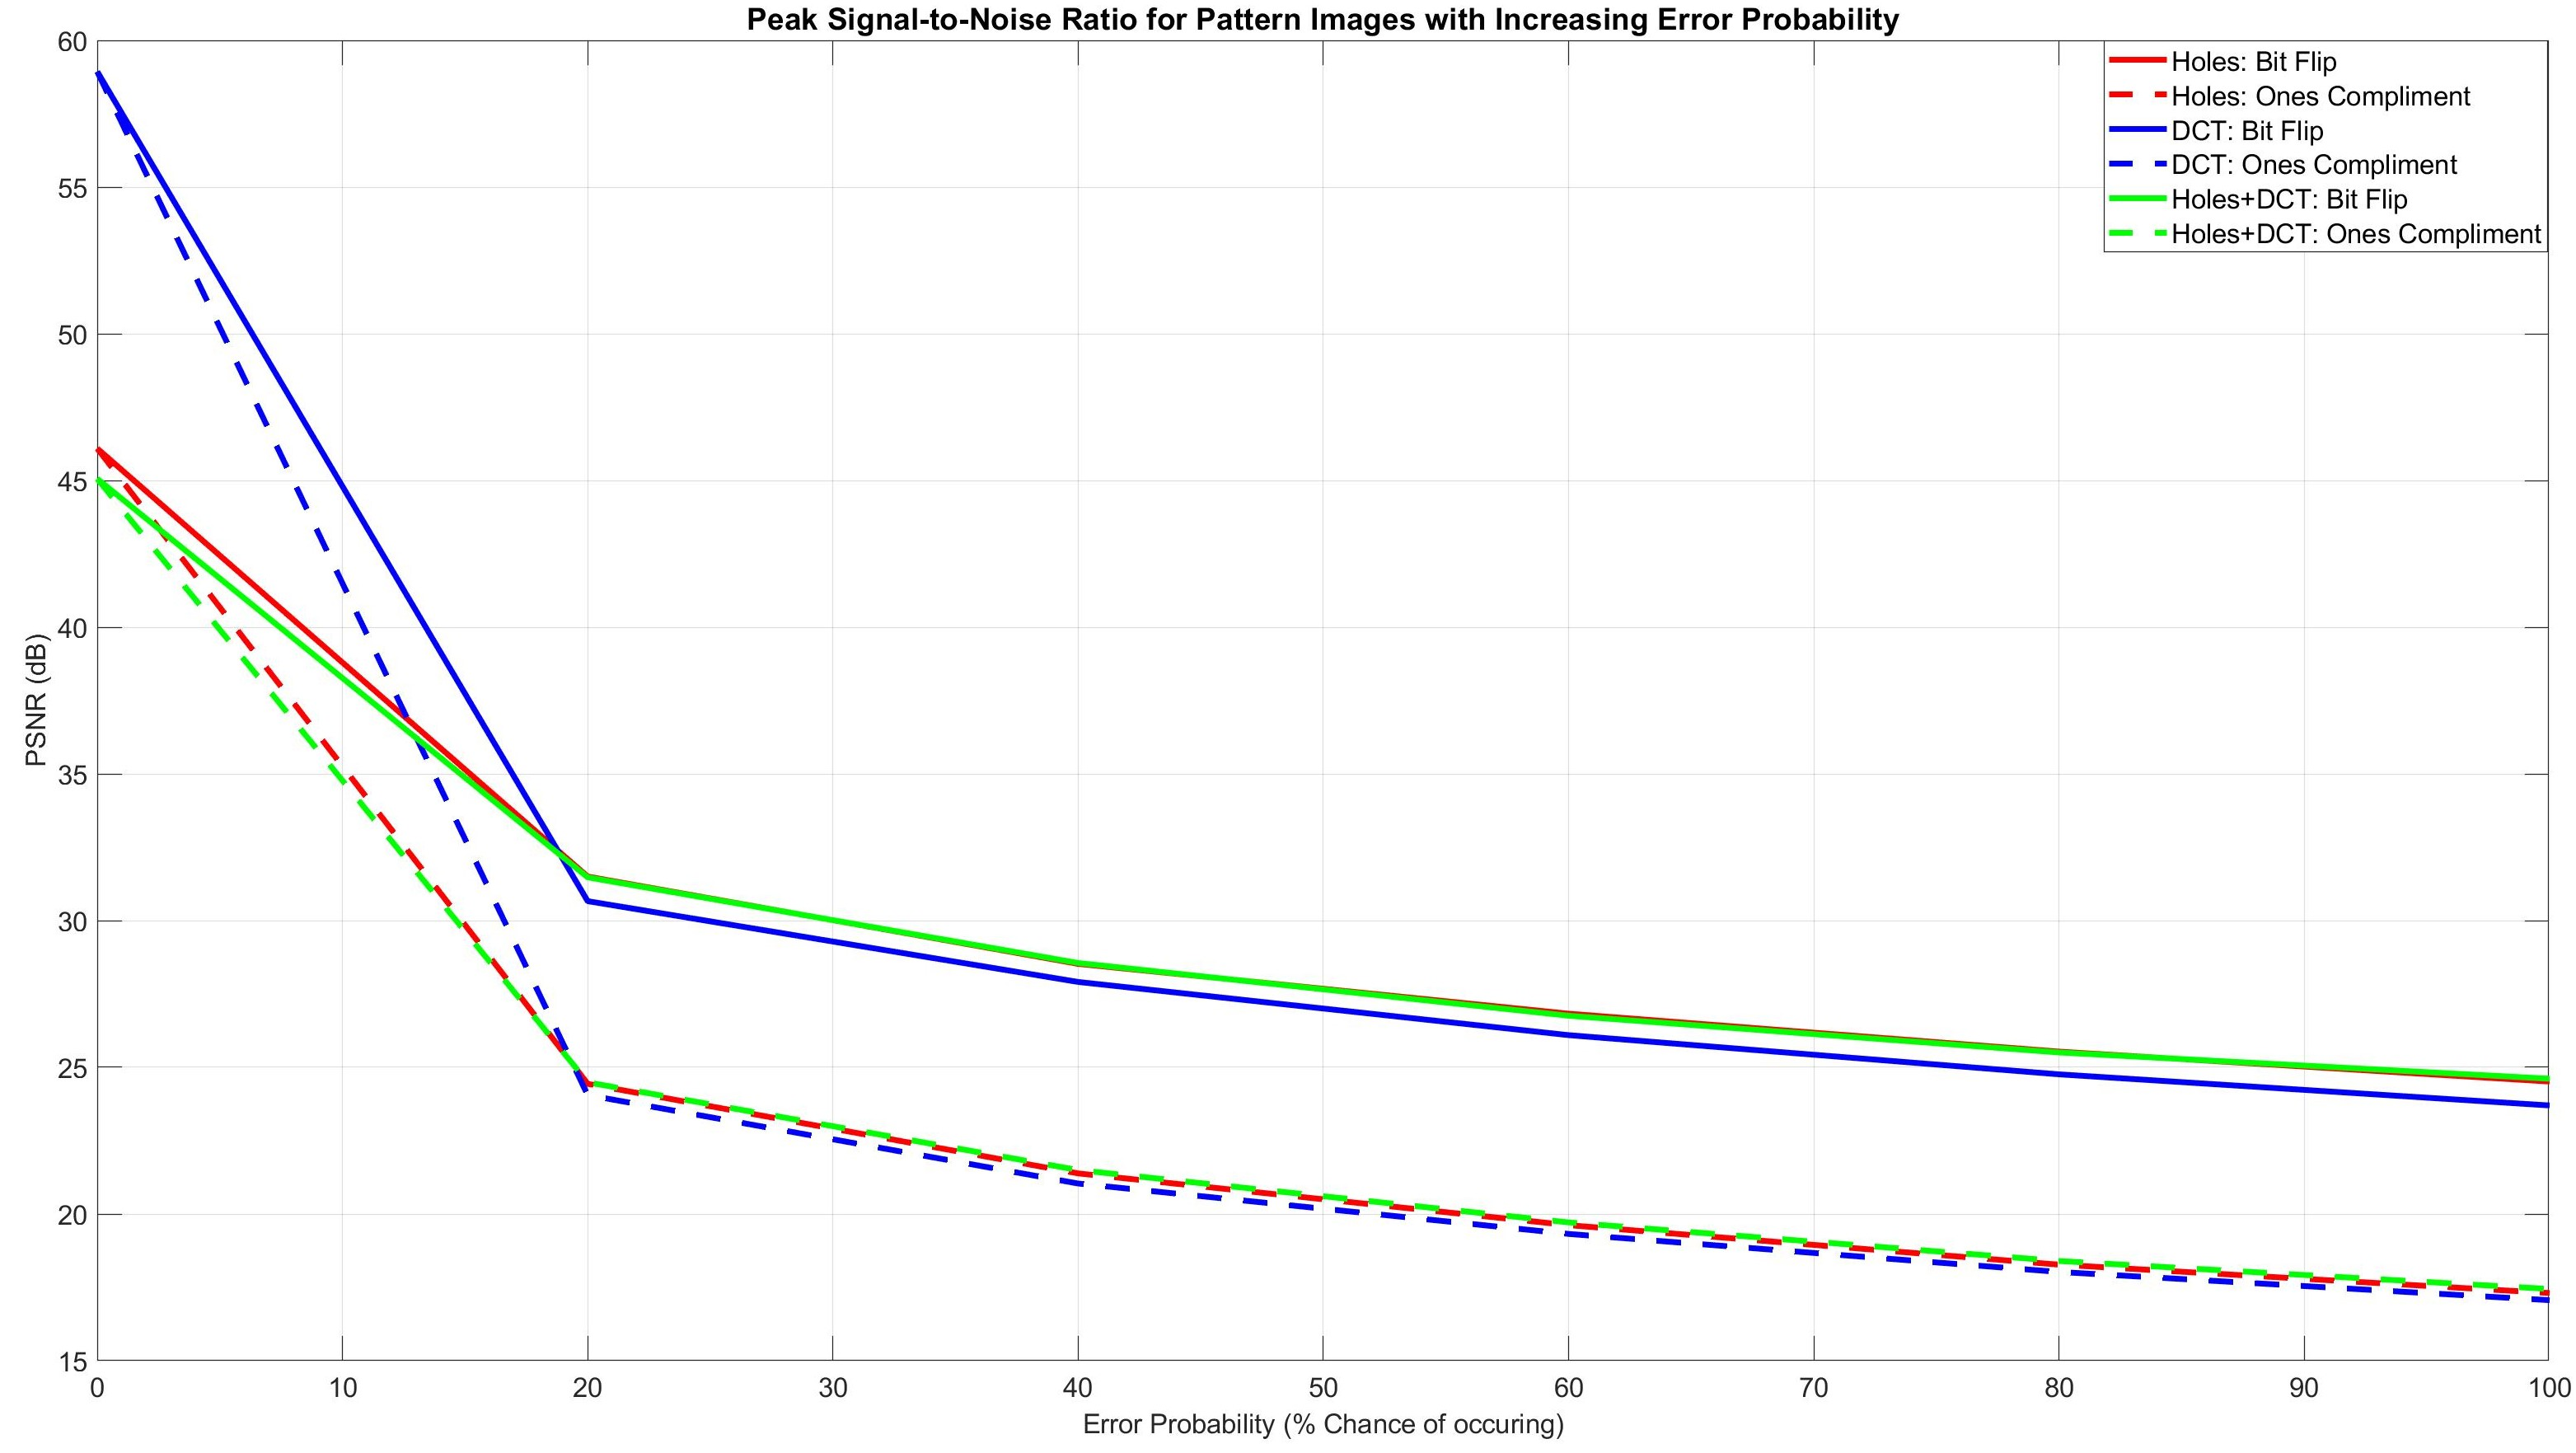 Peak Signal-to-Noise Ratio for Pattern Images with Increasing Error Probability
Holes: Bit Flip
Holes: Ones Compliment
DCT: Bit Flip
DCT: Ones Compliment
Holes+DCT: Bit Flip
Holes+DCT: Ones Compliment
PSNR (dB)
60
55
50
45
40
35
30
25
20
15
0 10 20 30 40 50 60 70 80 90 100
Error Probability (% Chance of occuring)